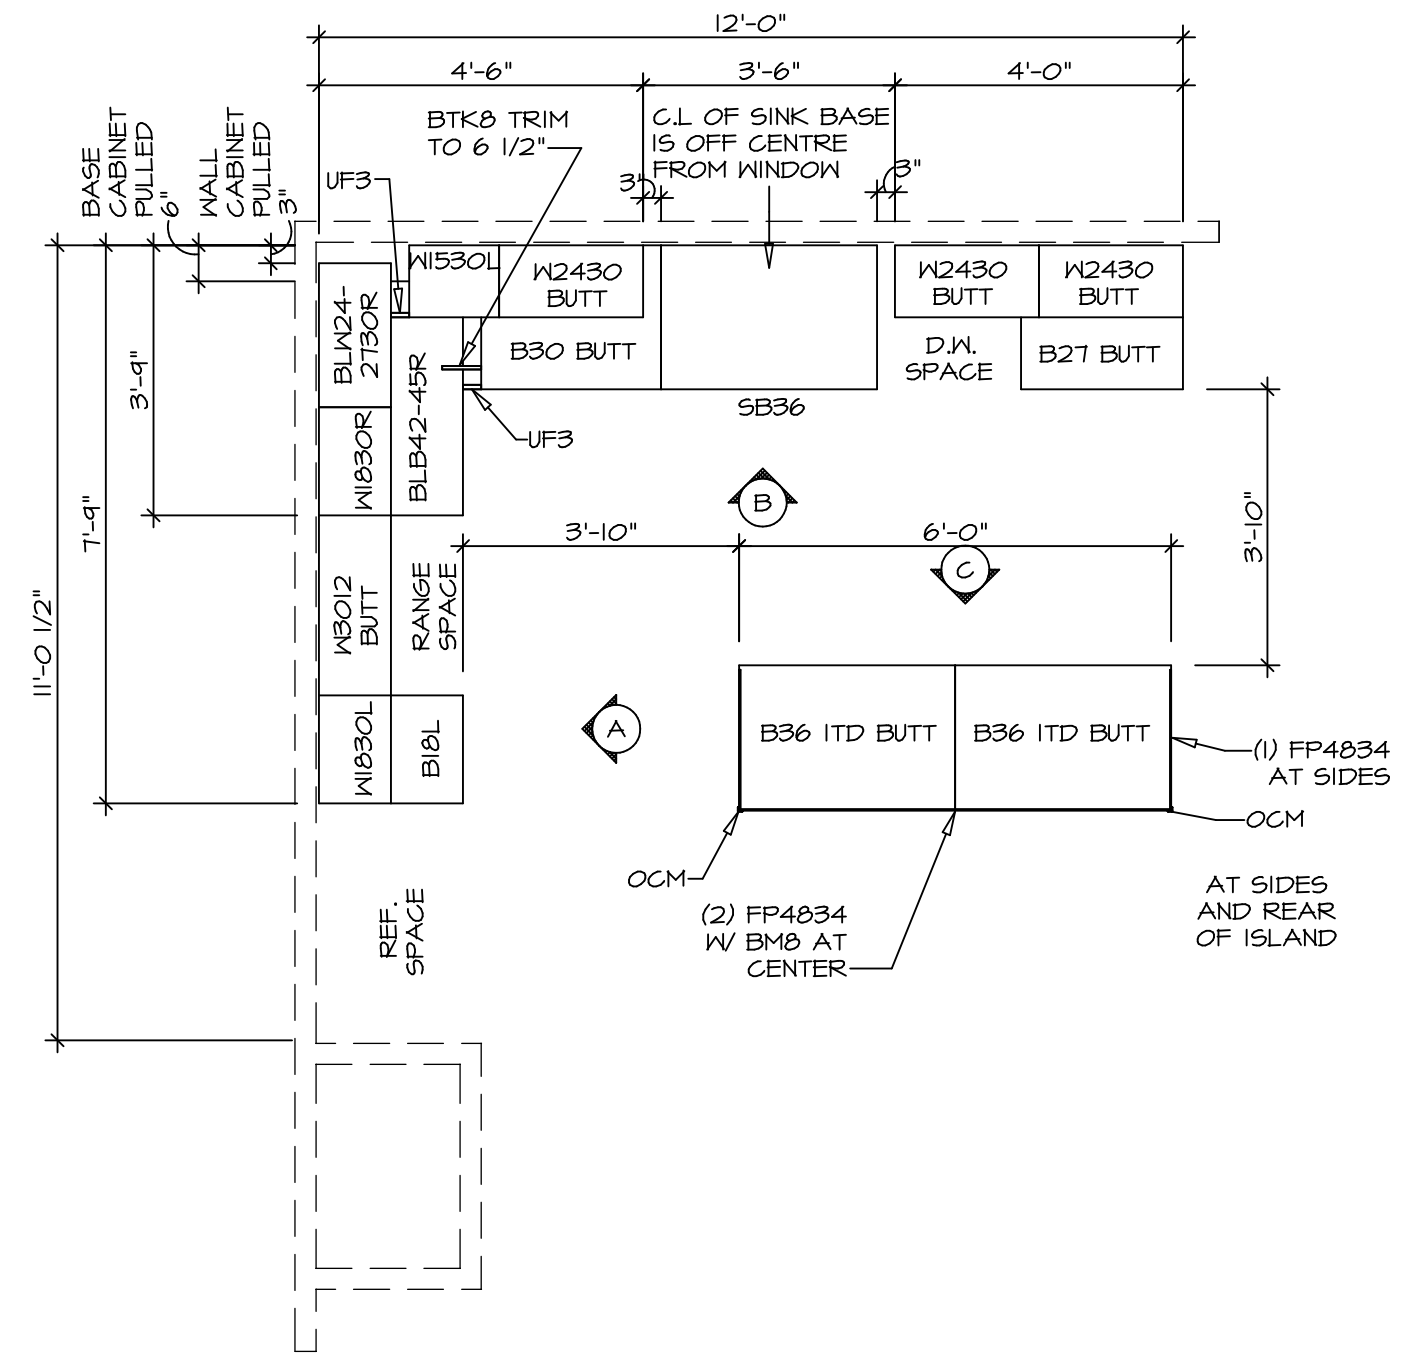 12'-0"
4'-6"
3'-6"
4'-0"
BTK8 TRIM
TO 6 1/2"
C.L OF SINK BASE
IS OFF CENTRE
FROM WINDOW
3"
3"
UF3
BASE
CABINET
PULLED
6"
WALL
CABINET
PULLED
3"
W1530L
W2430
BUTT
W2430
BUTT
W2430
BUTT
BLW24-
2730R
B30 BUTT
D.W.
SPACE
B27 BUTT
SB36
UF3
BLB42-45R
W1830R
3'-9"
7'-9"
11'-0 1/2"
B
3'-10"
6'-0"
C
3'-10"
W3012
BUTT
RANGE
SPACE
W1830L
B18L
A
B36 1TD BUTT
B36 1TD BUTT
(1) FP4834
AT SIDES
OCM
OCM
(2) FP4834
W/ BM8 AT
CENTER
AT SIDES
AND REAR
OF ISLAND
REF.
SPACE